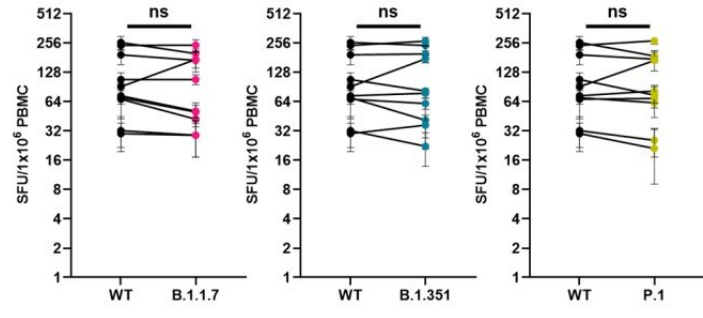 ns
SFU/1x10⁶ PBMC
512
256
128
64
32
16
8
4
2
1
WT
B.1.1.7
ns
SFU/1x10⁶ PBMC
512
256
128
64
32
16
8
4
2
1
WT
B.1.351
ns
SFU/1x10⁶ PBMC
512
256
128
64
32
16
8
4
2
1
WT
P.1